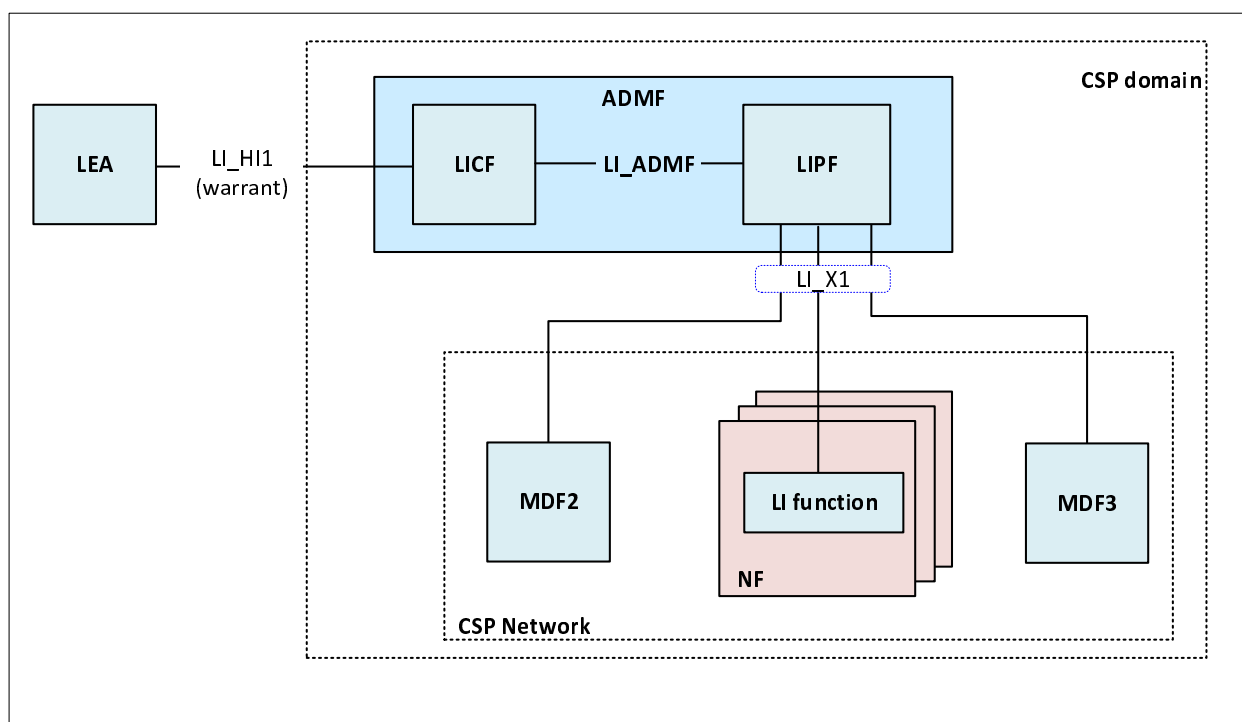 CSP domain
ADMF
LEA
LI_HI1
(warrant)
LICF
LI_ADMF
LIPF
LI_X1
MDF2
LI function
NF
MDF3
CSP Network